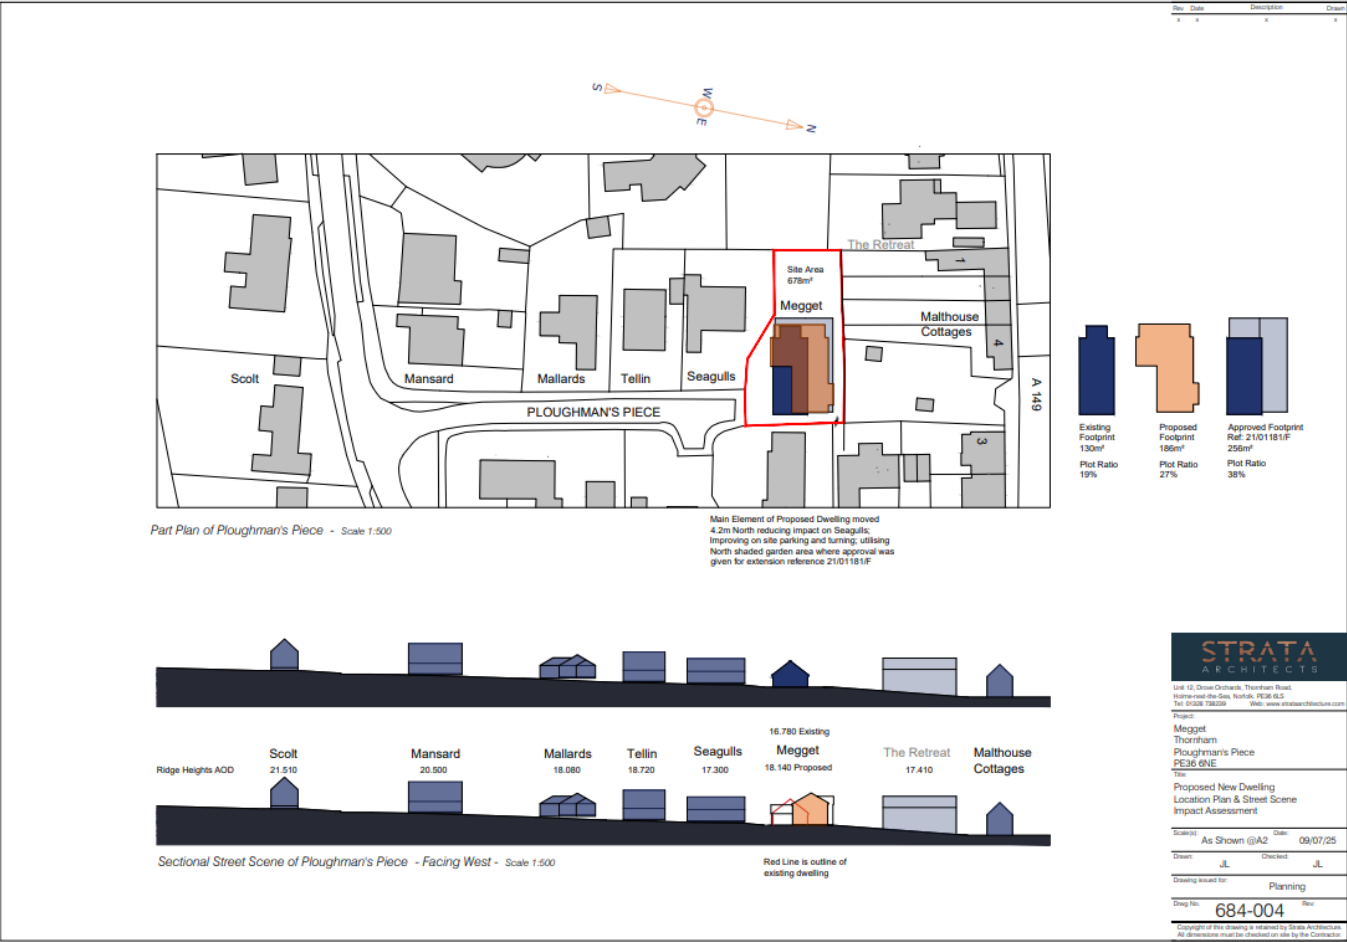 Rev Date Description Drawn
x x x x
S
W
E
N
The Retreat
Site Area
678m²
Megget
1
Malthouse
Cottages
4
Scolt
Mansard
Mallards
Tellin
Seagulls
PLOUGHMAN'S PIECE
A 149
3
Existing
Footprint
130m²
Plot Ratio
19%
Proposed
Footprint
186m²
Plot Ratio
27%
Approved Footprint
Ref: 21/01181/F
256m²
Plot Ratio
38%
Part Plan of Ploughman's Piece - Scale 1:500
Main Element of Proposed Dwelling moved
4.2m North reducing impact on Seagulls;
Improving on site parking and turning; utilising
North shaded garden area where approval was
given for extension reference 21/01181/F
16.780 Existing
Scolt Mansard Mallards Tellin Seagulls Megget The Retreat Malthouse
Cottages
Ridge Heights AOD 21.510 20.500 18.080 18.720 17.300 18.140 Proposed 17.410
Sectional Street Scene of Ploughman's Piece - Facing West - Scale 1:500
Red Line is outline of
existing dwelling
STRATA
ARCHITECTS
Unit 12, Drove Orchards, Thornham Road,
Holme-next-the-Sea, Norfolk. PE36 6LS
Tel: 01328 738239 Web: www.strataarchitecture.com
Project:
Megget
Thornham
Ploughman's Piece
PE36 6NE
Title:
Proposed New Dwelling
Location Plan & Street Scene
Impact Assessment
Scale(s): As Shown @A2 Date: 09/07/25
Drawn: JL Checked: JL
Drawing issued for: Planning
Dwg No. 684-004 Rev
Copyright of this drawing is retained by Strata Architecture.
All dimensions must be checked on site by the Contractor.